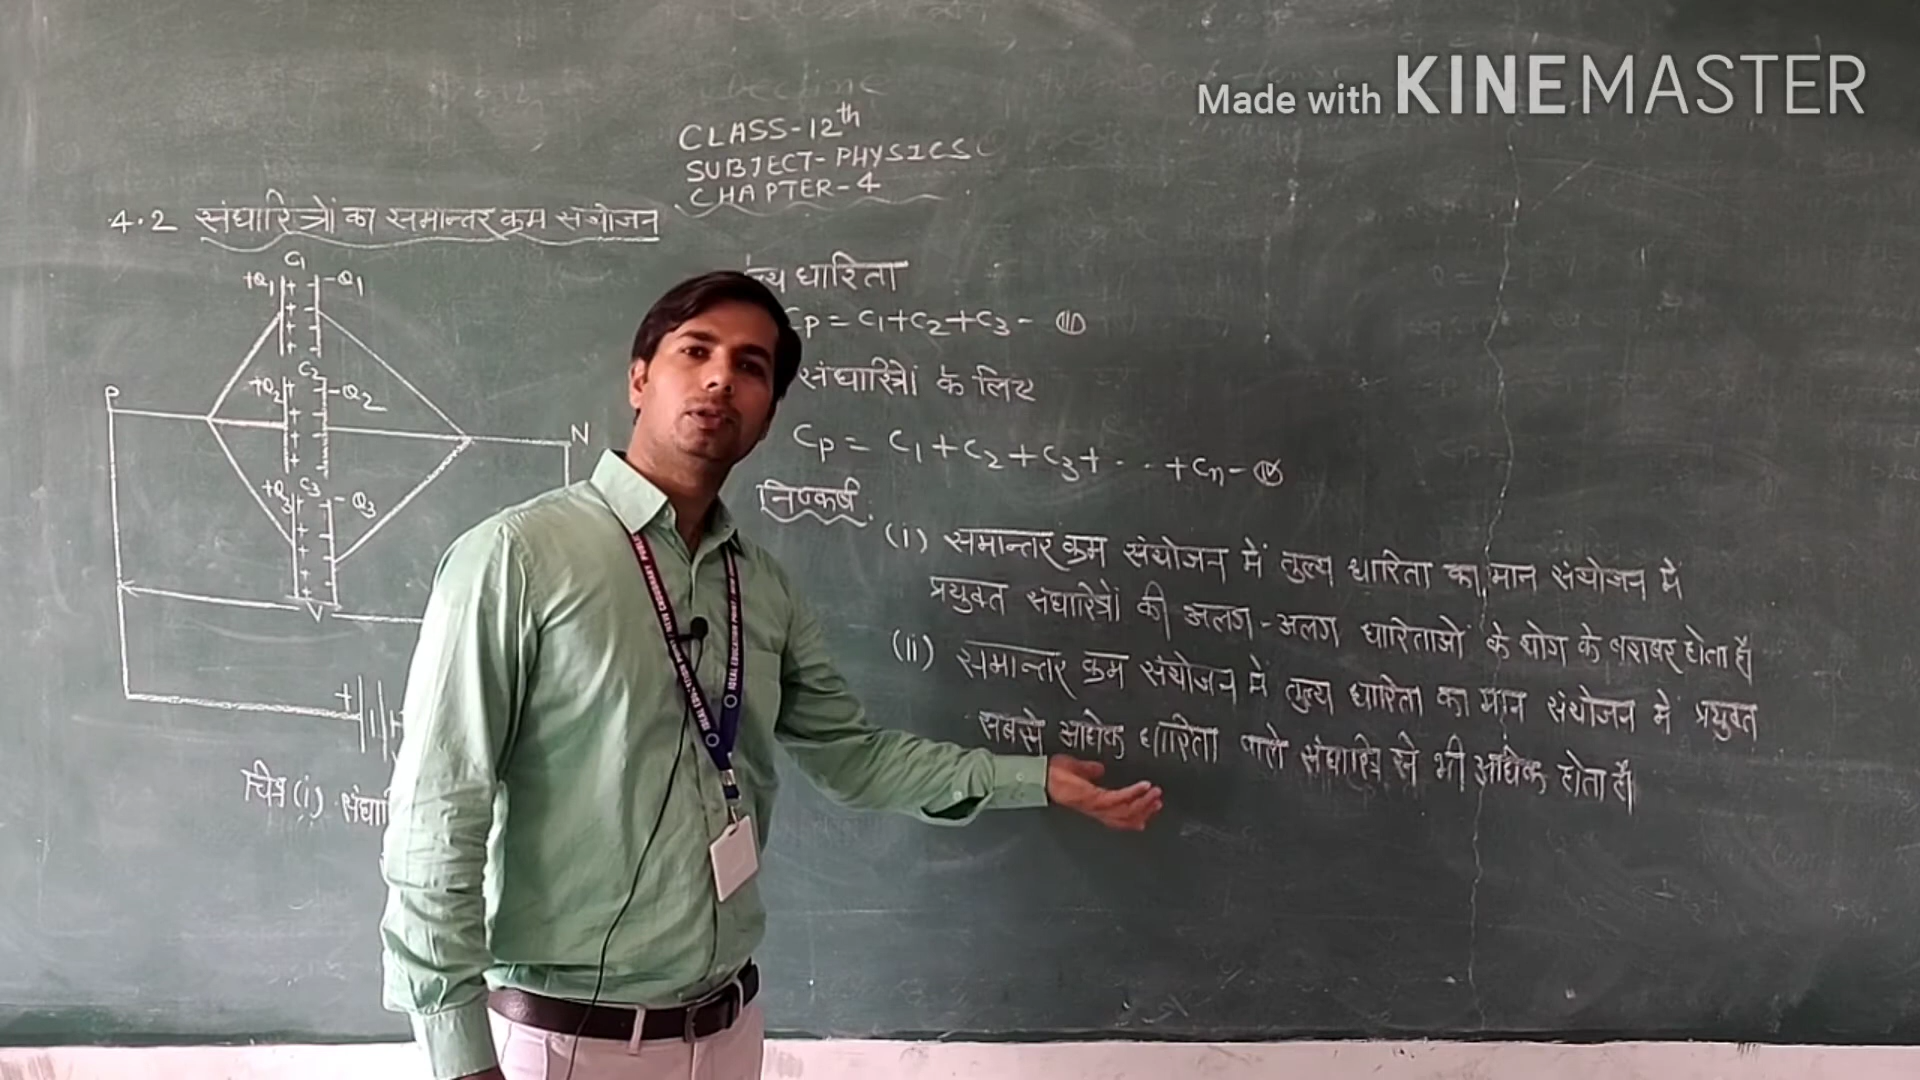 Made with KINEMASTER
CLASS-12th
SUBJECT-PHYSICS
CHAPTER-4
4.2 संधारित्रों का समान्तर क्रम संयोजन
C1
+Q1 -Q1
C2
+Q2 -Q2
P
N
C3
+Q3 -Q3
V
+
चित्र (i)
धारिता
Cp = C1+C2+C3 - (III)
संधारित्रों के लिए
Cp = C1 + C2 + C3 + ... + Cn - (IV)
निष्कर्ष:
(i) समान्तर क्रम संयोजन में तुल्य धारिता का मान संयोजन में
प्रयुक्त संधारित्रों की अलग-अलग धारिताओं के योग के बराबर होता है।
(ii) समान्तर क्रम संयोजन में तुल्य धारिता का मान संयोजन में प्रयुक्त
सबसे अधिक धारिता वाले संधारित्र से भी अधिक होता है।